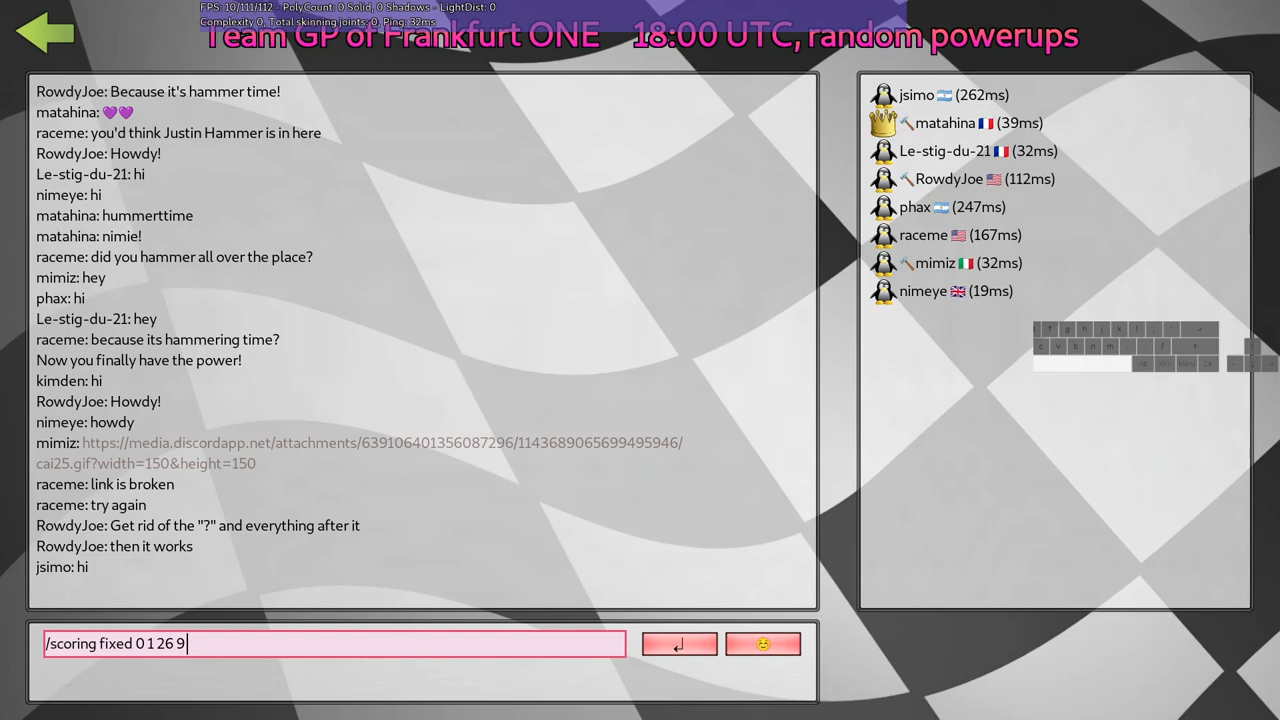 FPS: 10/111/112 - PolyCount: 0 Solid, 0 Shadows - LightDist: 0
Complexity 0, Total skinning joints: 0, Ping: 32ms
Team GP of Frankfurt ONE 18:00 UTC, random powerups
RowdyJoe: Because it's hammer time!
matahina: 💜💜
raceme: you'd think Justin Hammer is in here
RowdyJoe: Howdy!
Le-stig-du-21: hi
nimeye: hi
matahina: hummerttime
matahina: nimie!
raceme: did you hammer all over the place?
mimiz: hey
phax: hi
Le-stig-du-21: hey
raceme: because its hammering time?
Now you finally have the power!
kimden: hi
RowdyJoe: Howdy!
nimeye: howdy
mimiz: https://media.discordapp.net/attachments/639106401356087296/1143689065699495946/
cai25.gif?width=150&height=150
raceme: link is broken
raceme: try again
RowdyJoe: Get rid of the "?" and everything after it
RowdyJoe: then it works
jsimo: hi
/scoring fixed 0 1 26 9
jsimo 🇦🇷 (262ms)
🔨matahina 🇫🇷 (39ms)
Le-stig-du-21 🇫🇷 (32ms)
🔨RowdyJoe 🇺🇸 (112ms)
phax 🇦🇷 (247ms)
raceme 🇺🇸 (167ms)
🔨mimiz 🇮🇹 (32ms)
nimeye 🇬🇧 (19ms)
f g h j k l ; '
c v b n m , . /